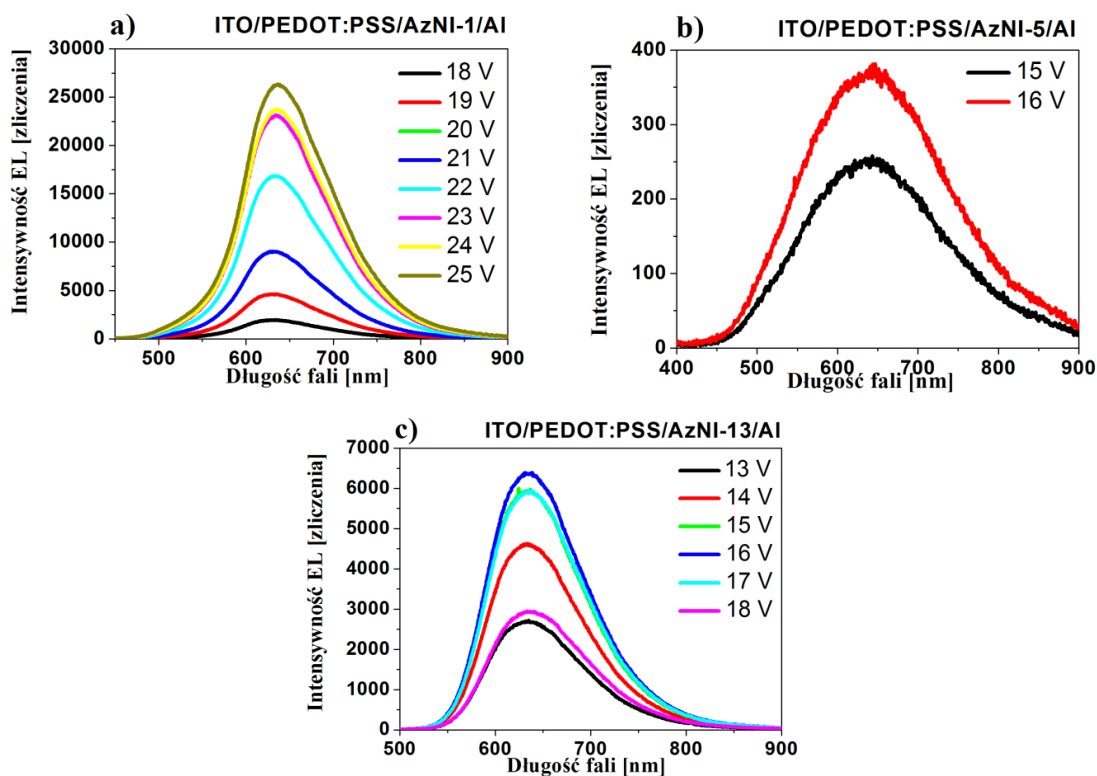 a)
ITO/PEDOT:PSS/AzNI-1/Al
Intensywność EL [zliczenia]
30000
25000
20000
15000
10000
5000
0
18 V
19 V
20 V
21 V
22 V
23 V
24 V
25 V
500 600 700 800 900
Długość fali [nm]
b)
ITO/PEDOT:PSS/AzNI-5/Al
Intensywność EL [zliczenia]
400
300
200
100
0
15 V
16 V
400 500 600 700 800 900
Długość fali [nm]
c)
ITO/PEDOT:PSS/AzNI-13/Al
Intensywność EL [zliczenia]
7000
6000
5000
4000
3000
2000
1000
0
13 V
14 V
15 V
16 V
17 V
18 V
500 600 700 800 900
Długość fali [nm]